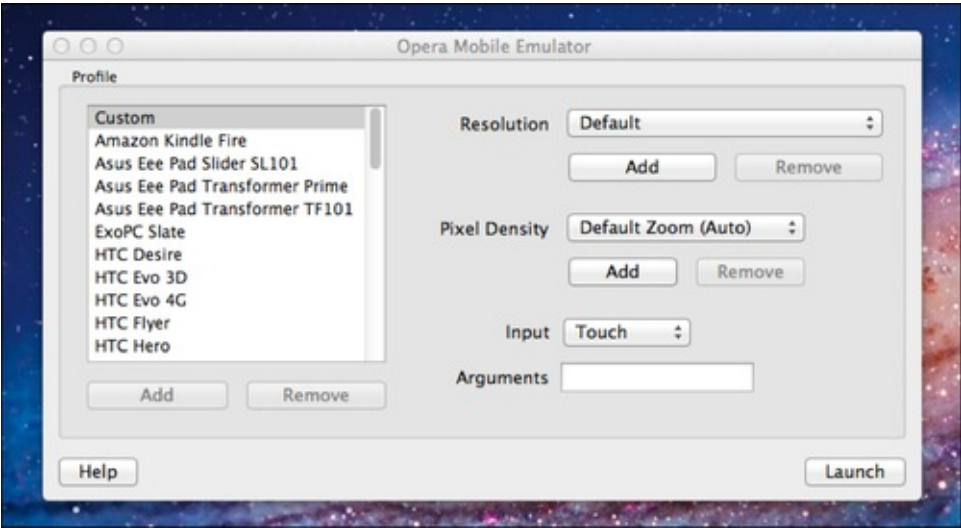 Opera Mobile Emulator
Profile
Custom
Amazon Kindle Fire
Asus Eee Pad Slider SL101
Asus Eee Pad Transformer Prime
Asus Eee Pad Transformer TF101
ExoPC Slate
HTC Desire
HTC Evo 3D
HTC Evo 4G
HTC Flyer
HTC Hero
Add Remove
Resolution Default
Add Remove
Pixel Density Default Zoom (Auto)
Add Remove
Input Touch
Arguments
Help Launch